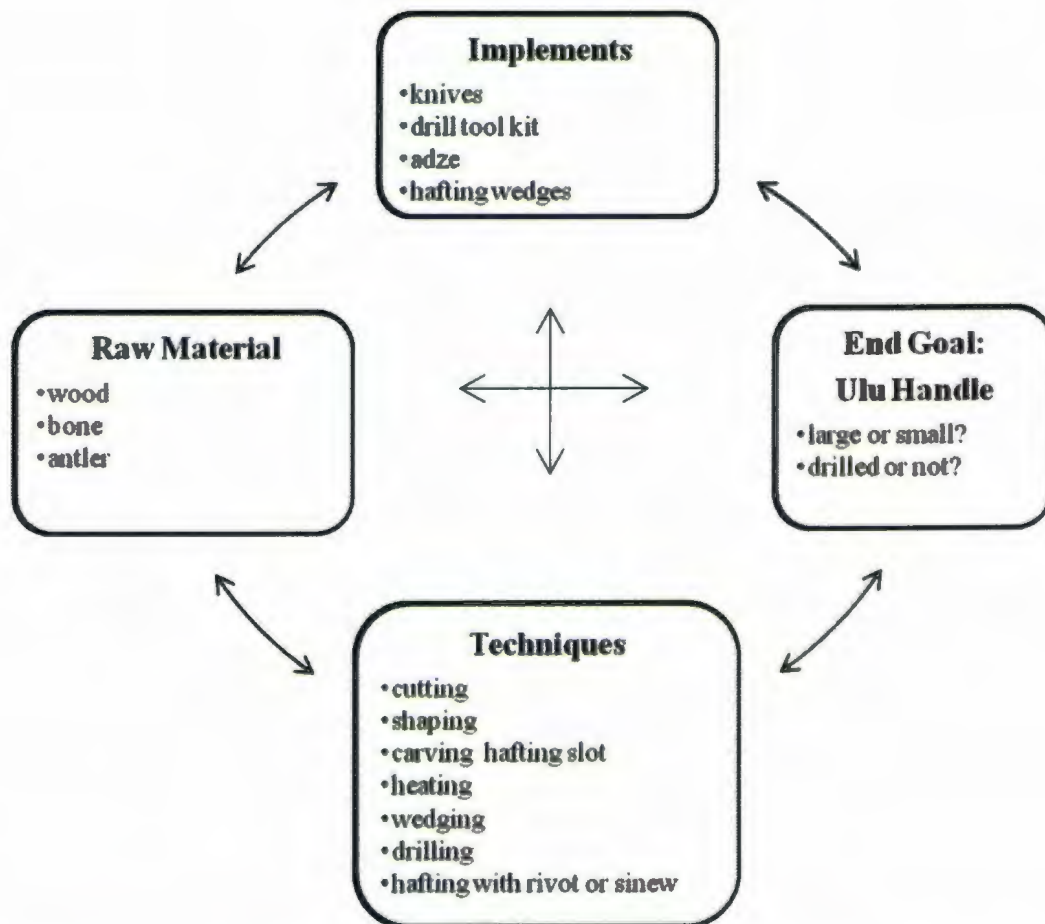 Implements
•knives
•drill tool kit
•adze
•hafting wedges
Raw Material
•wood
•bone
•antler
End Goal:
Ulu Handle
•large or small?
•drilled or not?
Techniques
•cutting
•shaping
•carving hafting slot
•heating
•wedging
•drilling
•hafting with rivot or sinew